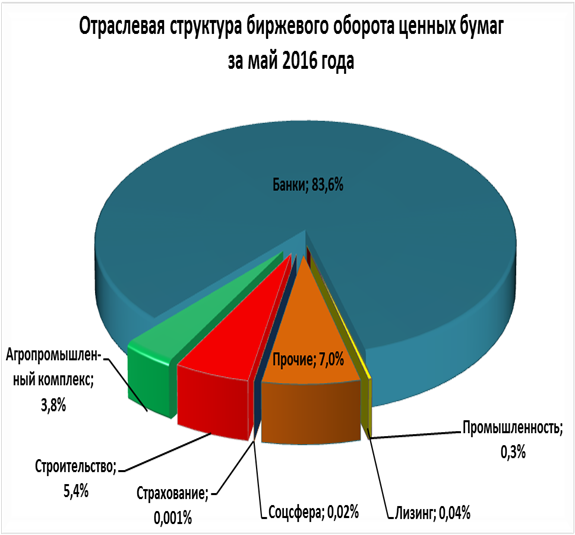 Отраслевая структура биржевого оборота ценных бумаг
за май 2016 года
Банки; 83,6%
Агропромышлен-
ный комплекс;
3,8%
Прочие; 7,0%
Промышленность;
0,3%
Строительство;
5,4%
Страхование;
0,001%
Соцсфера; 0,02%
Лизинг; 0,04%